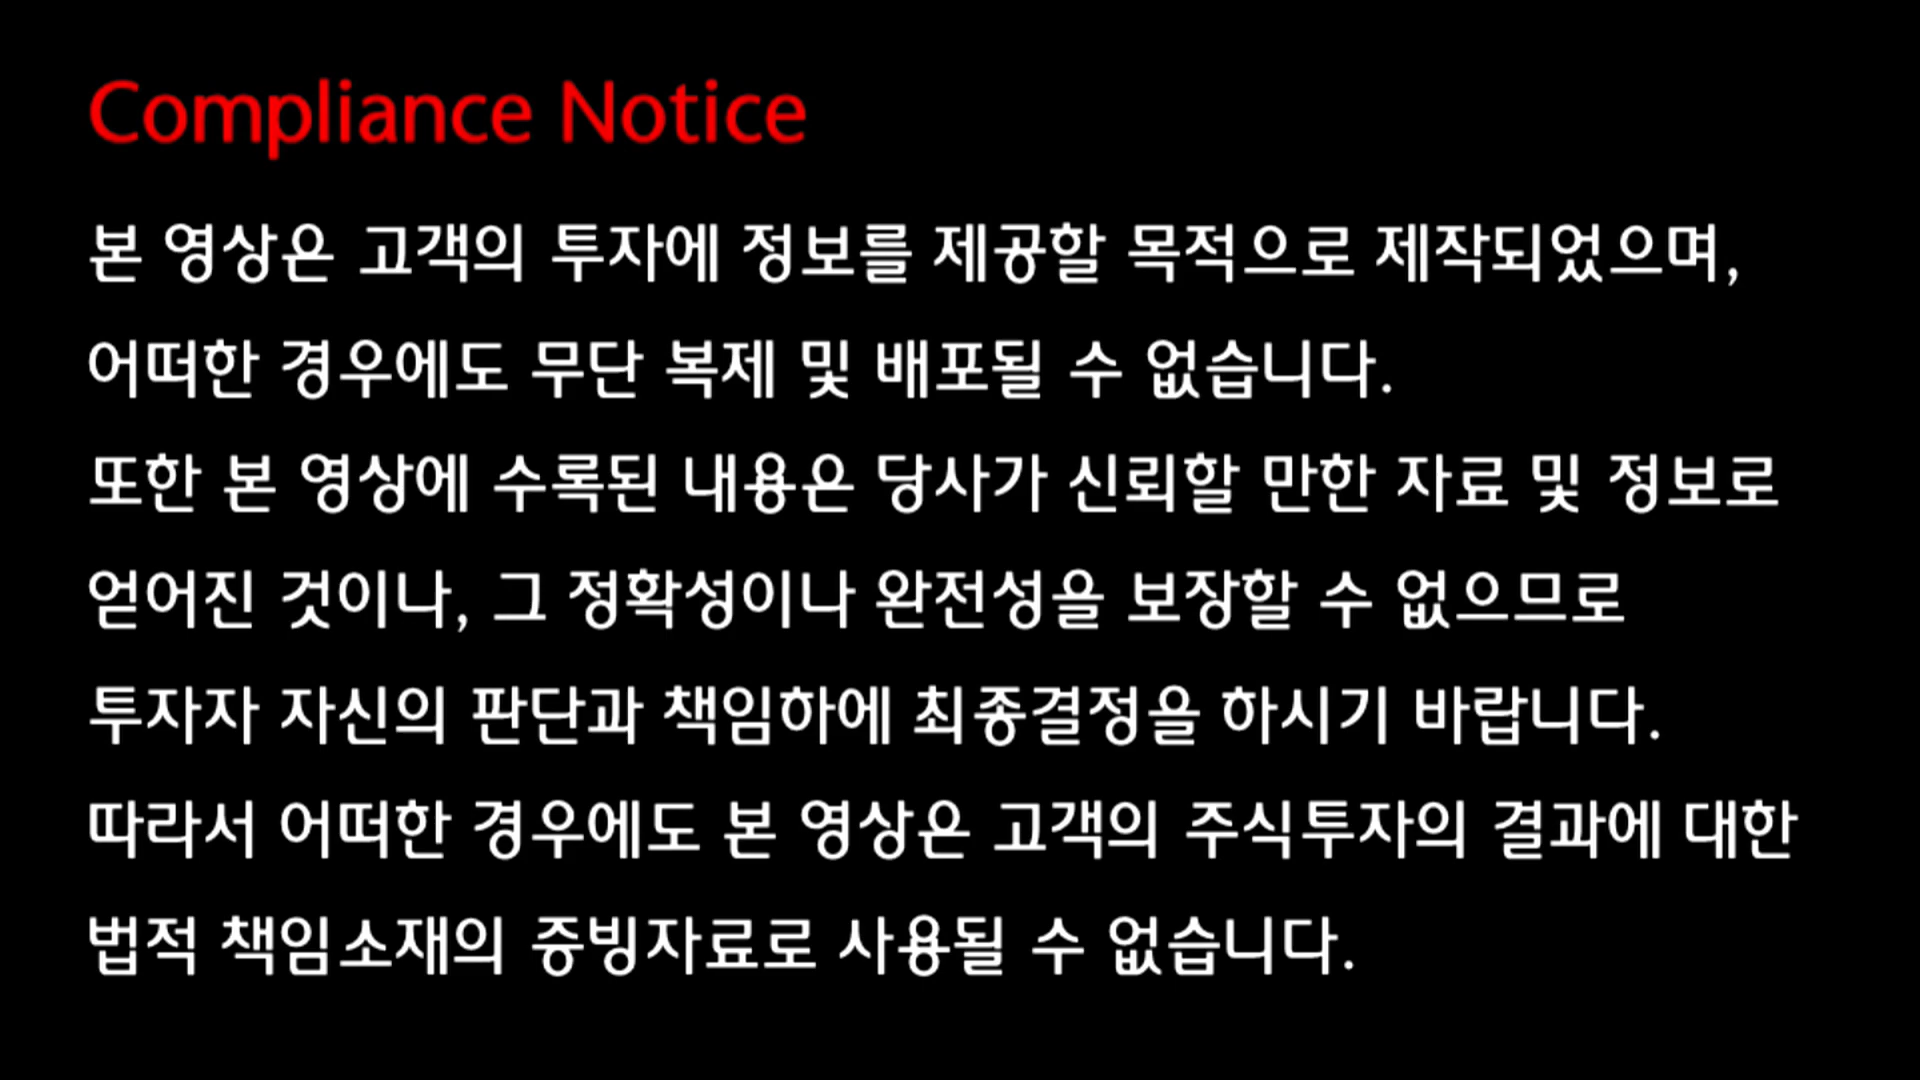 Compliance Notice
본 영상은 고객의 투자에 정보를 제공할 목적으로 제작되었으며,
어떠한 경우에도 무단 복제 및 배포될 수 없습니다.
또한 본 영상에 수록된 내용은 당사가 신뢰할 만한 자료 및 정보로
얻어진 것이나, 그 정확성이나 완전성을 보장할 수 없으므로
투자자 자신의 판단과 책임하에 최종결정을 하시기 바랍니다.
따라서 어떠한 경우에도 본 영상은 고객의 주식투자의 결과에 대한
법적 책임소재의 증빙자료로 사용될 수 없습니다.